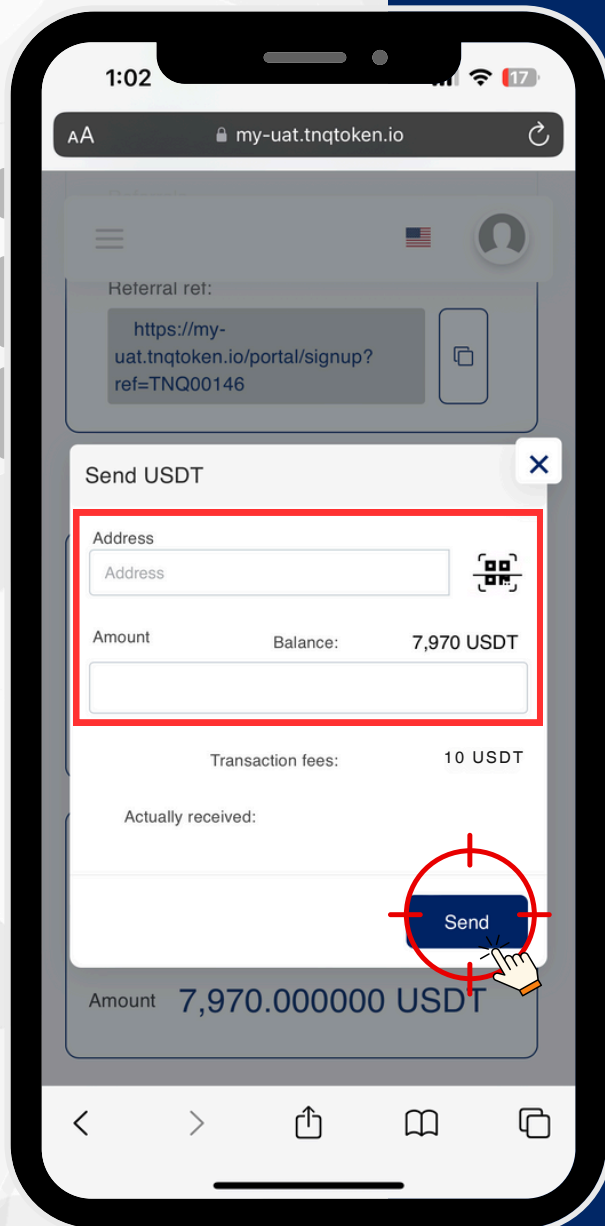 1:02
17
AA
my-uat.tnqtoken.io
Referral ref:
https://my-
uat.tnqtoken.io/portal/signup?
ref=TNQ00146
Send USDT
Address
Address
Amount Balance: 7,970 USDT
Transaction fees: 10 USDT
Actually received:
Send
Amount 7,970.000000 USDT